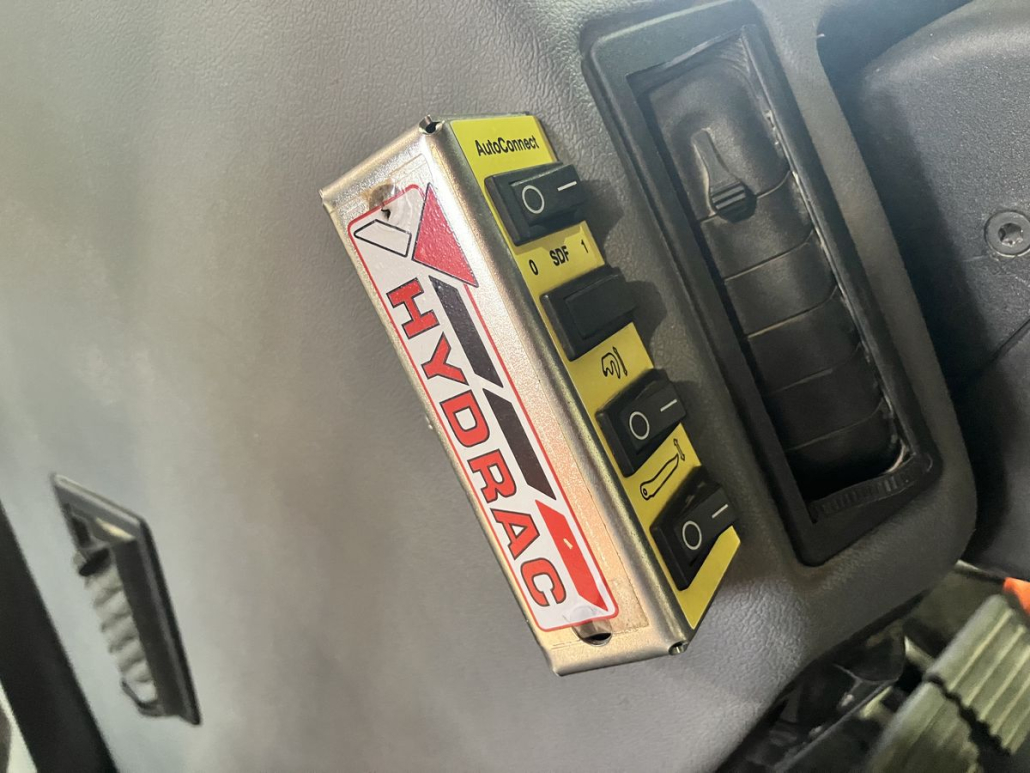 AutoConnect
0 SDF 1
HYDRAC